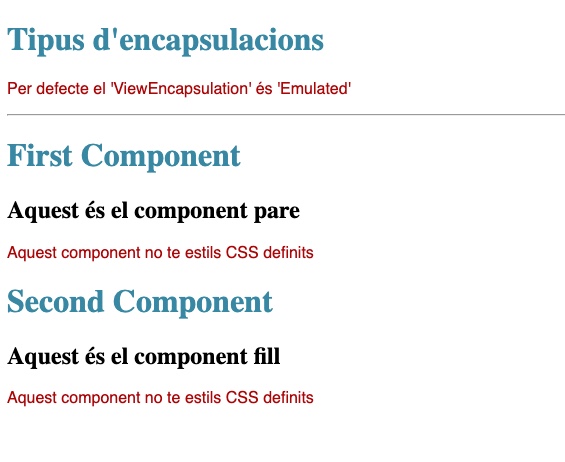 Tipus d'encapsulacions
Per defecte el 'ViewEncapsulation' és 'Emulated'
First Component
Aquest és el component pare
Aquest component no te estils CSS definits
Second Component
Aquest és el component fill
Aquest component no te estils CSS definits